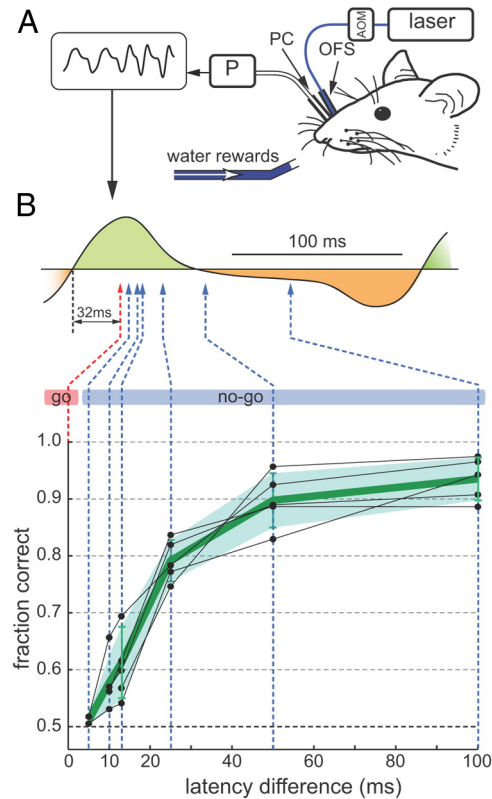 A
laser
AOM
PC
OFS
P
water rewards
B
100 ms
32ms
go
no-go
1.0
0.9
0.8
0.7
0.6
0.5
fraction correct
0 20 40 60 80 100
latency difference (ms)